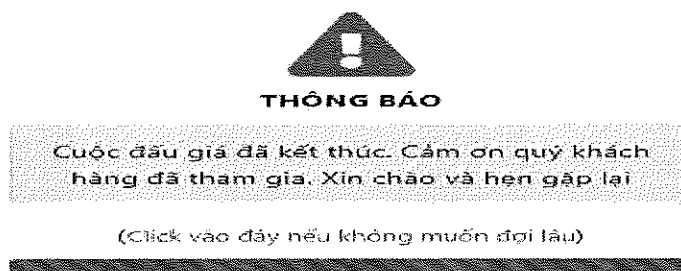 THÔNG BÁO
Cuộc đấu giá đã kết thúc. Cảm ơn quý khách
hàng đã tham gia. Xin chào và hẹn gặp lại
(Click vào đây nếu không muốn đợi lâu)